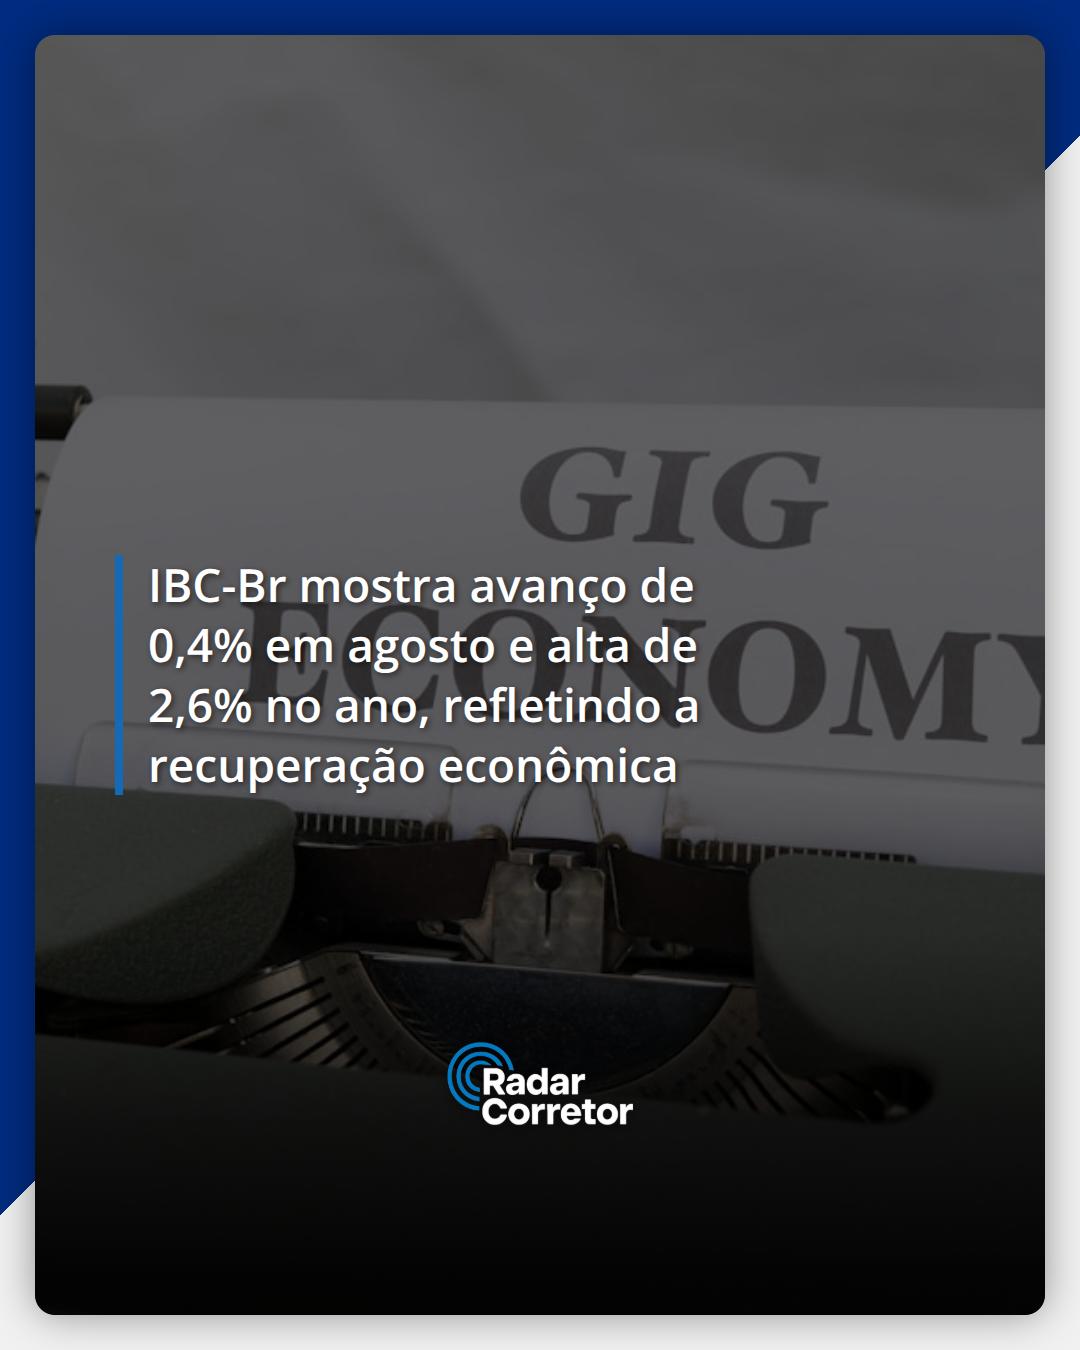 GIG
ECONOMY
IBC-Br mostra avanço de
0,4% em agosto e alta de
2,6% no ano, refletindo a
recuperação econômica
Radar
Corretor